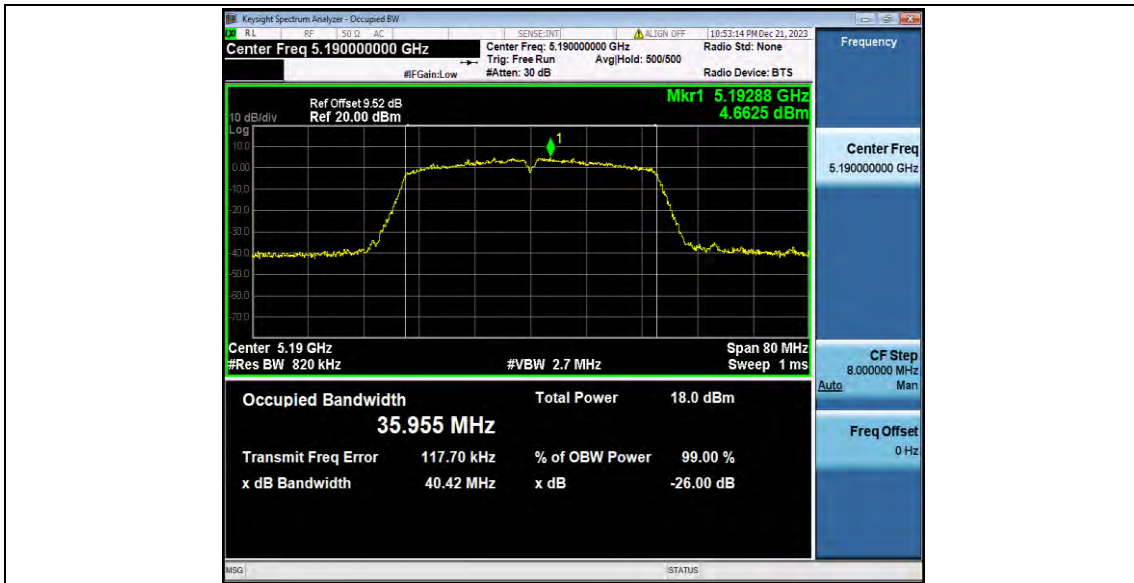 Keysight Spectrum Analyzer - Occupied BW
RL RF 50 Ω AC SENSE:INT ALIGN OFF 10:53:14 PM Dec 21, 2023
Center Freq 5.190000000 GHz
Center Freq: 5.190000000 GHz
Radio Std: None
Trig: Free Run Avg|Hold: 500/500
#IFGain:Low #Atten: 30 dB Radio Device: BTS
Frequency
Mkr1 5.19288 GHz
4.6625 dBm
Ref Offset 9.52 dB
10 dB/div Ref 20.00 dBm
Log
10.0
0.00
-10.0
-20.0
-30.0
-40.0
-50.0
-60.0
-70.0
1
Center 5.19 GHz Span 80 MHz
#Res BW 820 kHz #VBW 2.7 MHz Sweep 1 ms
Occupied Bandwidth Total Power 18.0 dBm
35.955 MHz
Transmit Freq Error 117.70 kHz % of OBW Power 99.00 %
x dB Bandwidth 40.42 MHz x dB -26.00 dB
Center Freq
5.190000000 GHz
CF Step
8.000000 MHz
Auto Man
Freq Offset
0 Hz
MSG STATUS